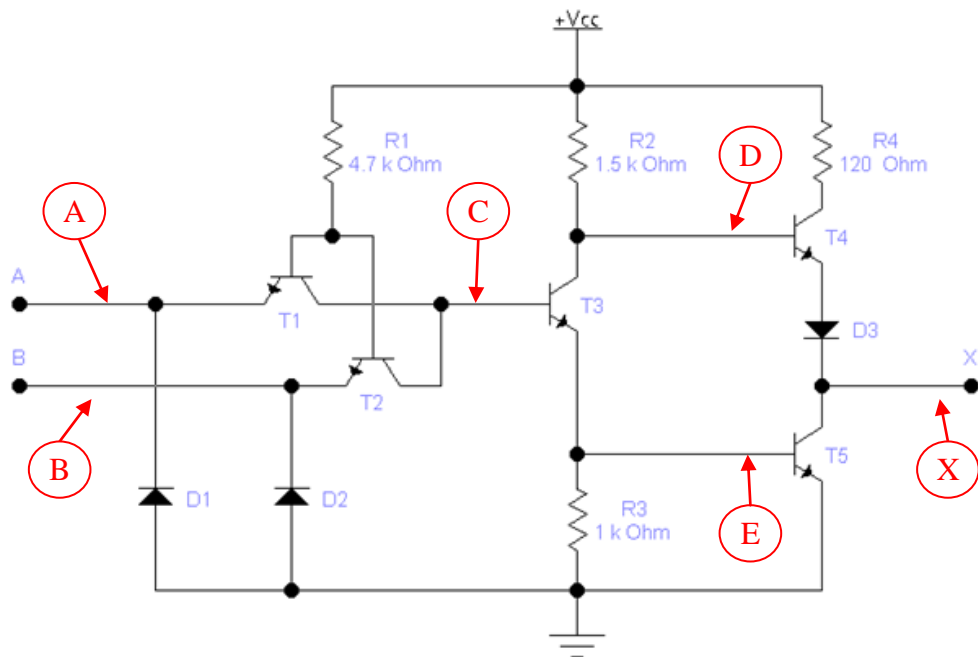 +Vcc
R1
4.7 k Ohm
R2
1.5 k Ohm
R4
120 Ohm
D
A
C
T4
A
T1
T3
D3
B
T2
X
B
T5
X
D1
D2
R3
1 k Ohm
E